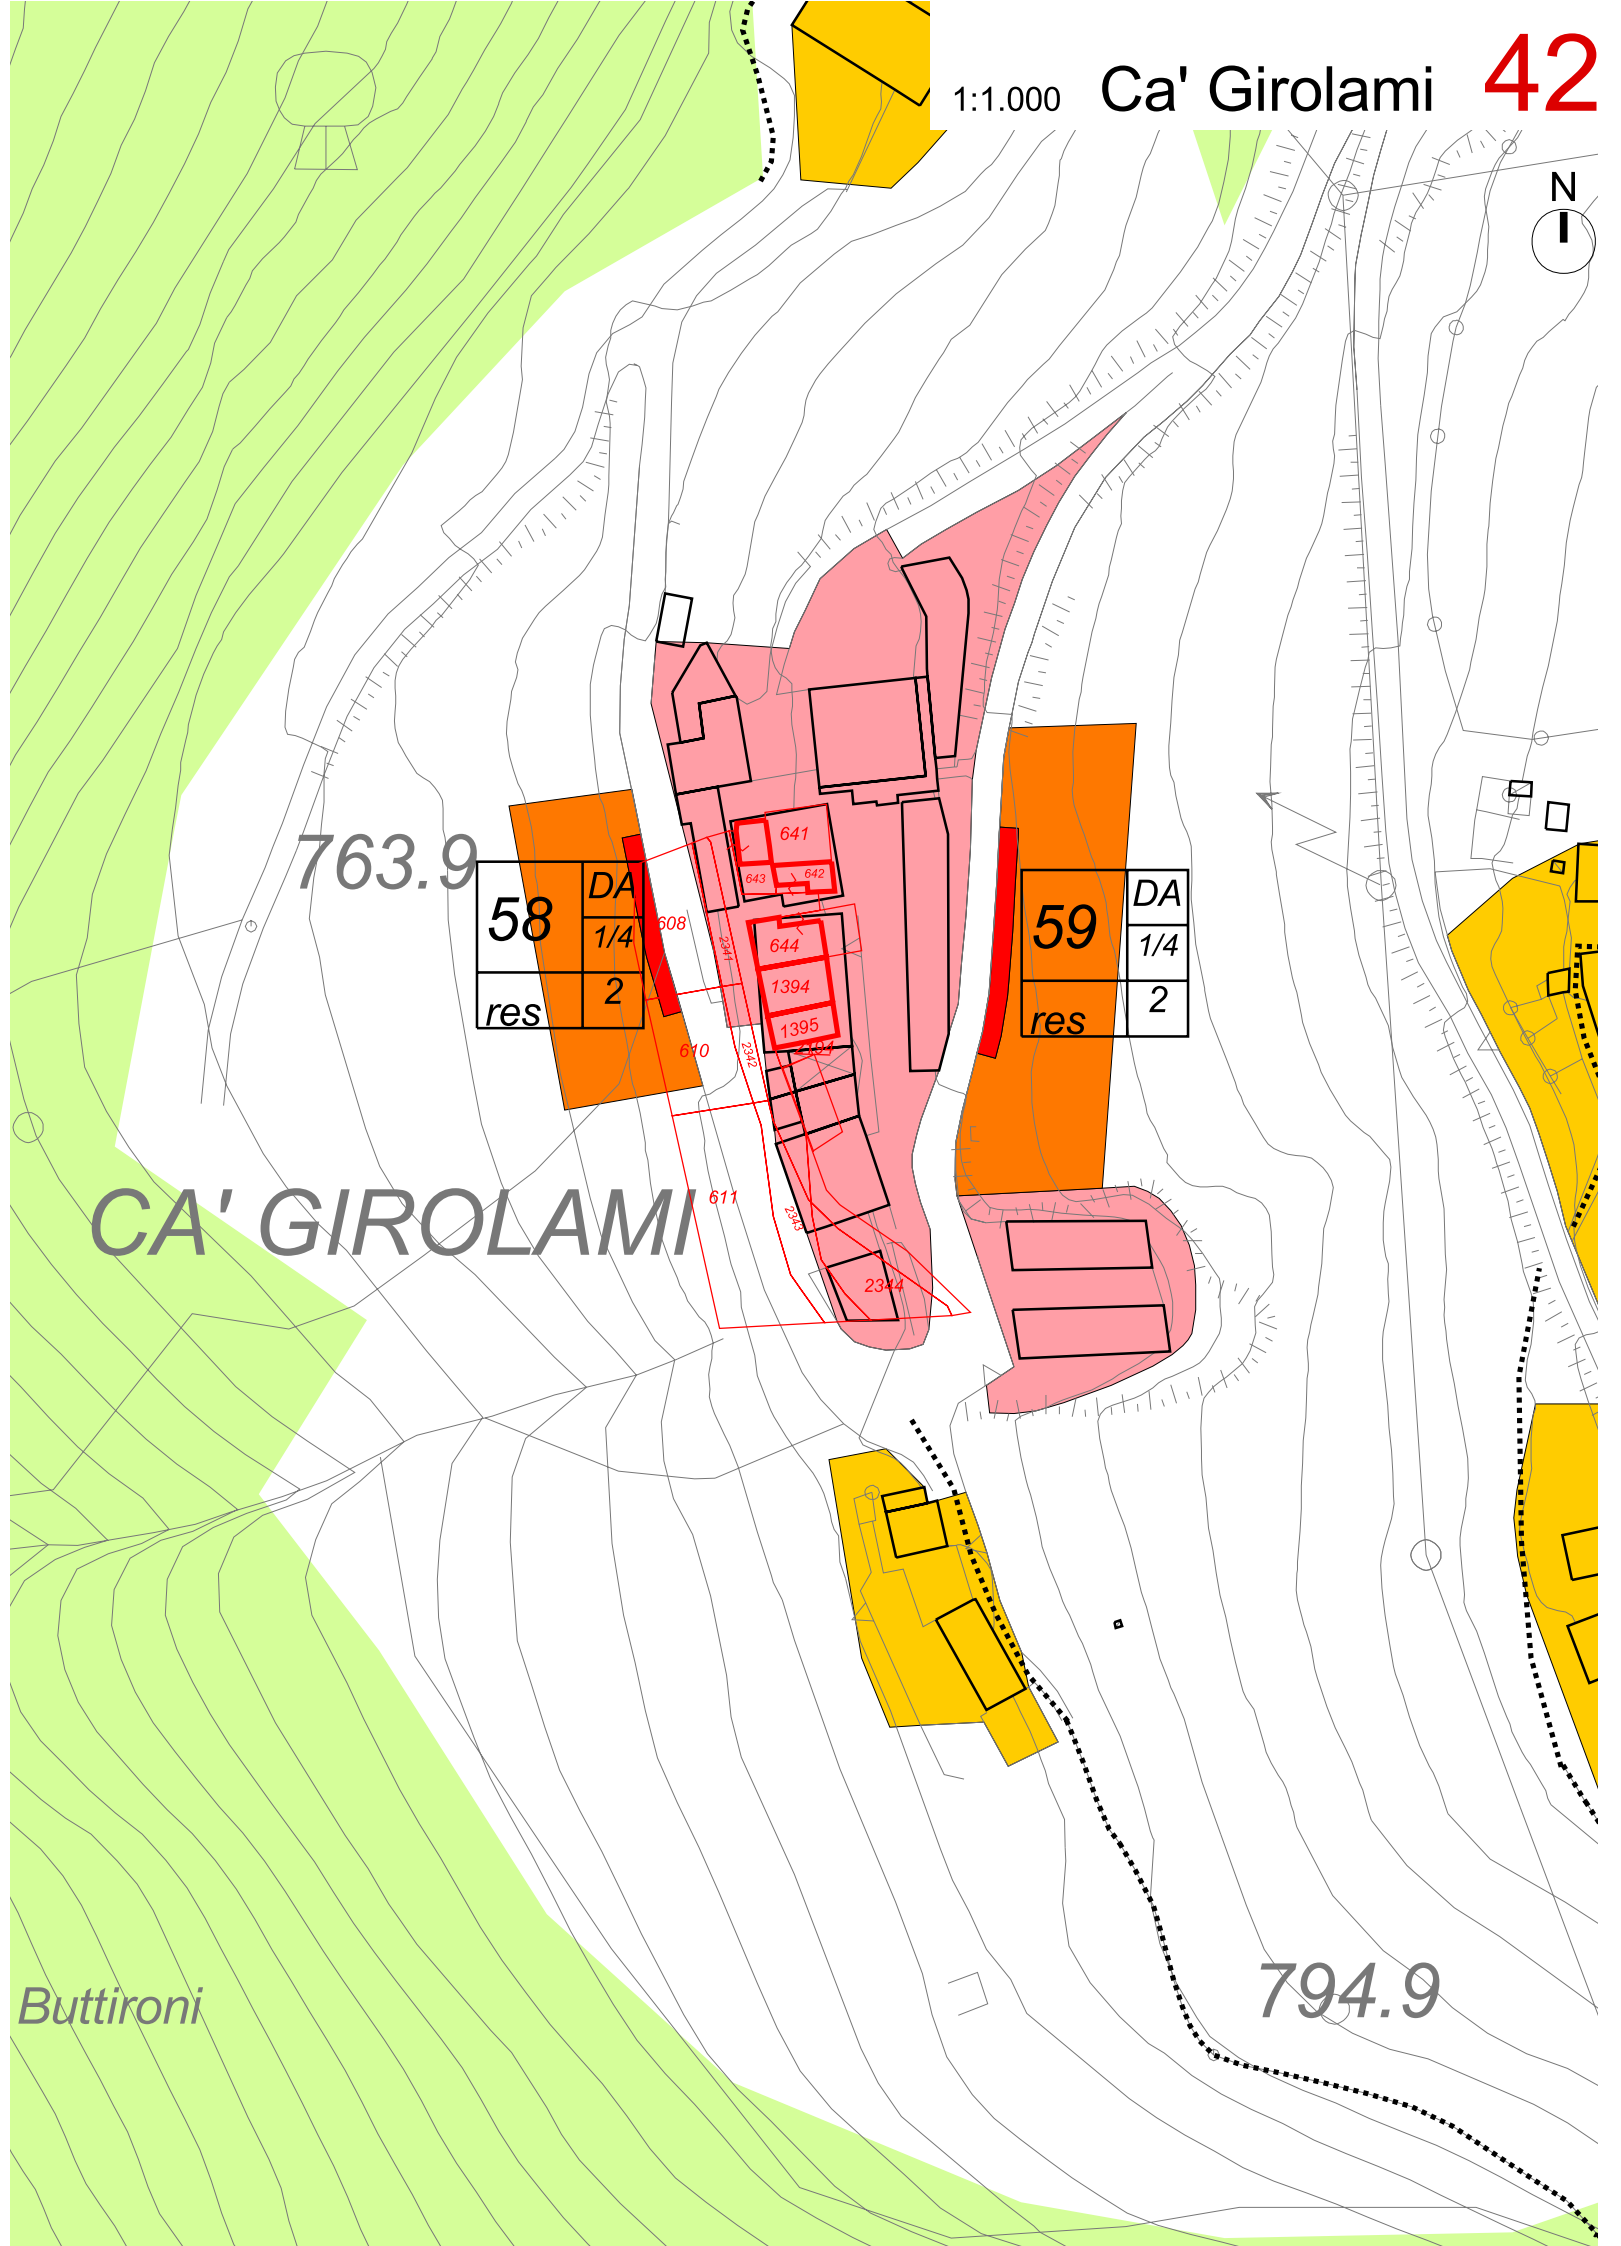 1:1.000 Ca' Girolami 42
N
641
643 642
763.9
58 DA
1/4
res 2
608
2341
644
1394
1395
2194
59 DA
1/4
res 2
610
2342
CA' GIROLAMI
611
2343
2344
Buttironi
794.9